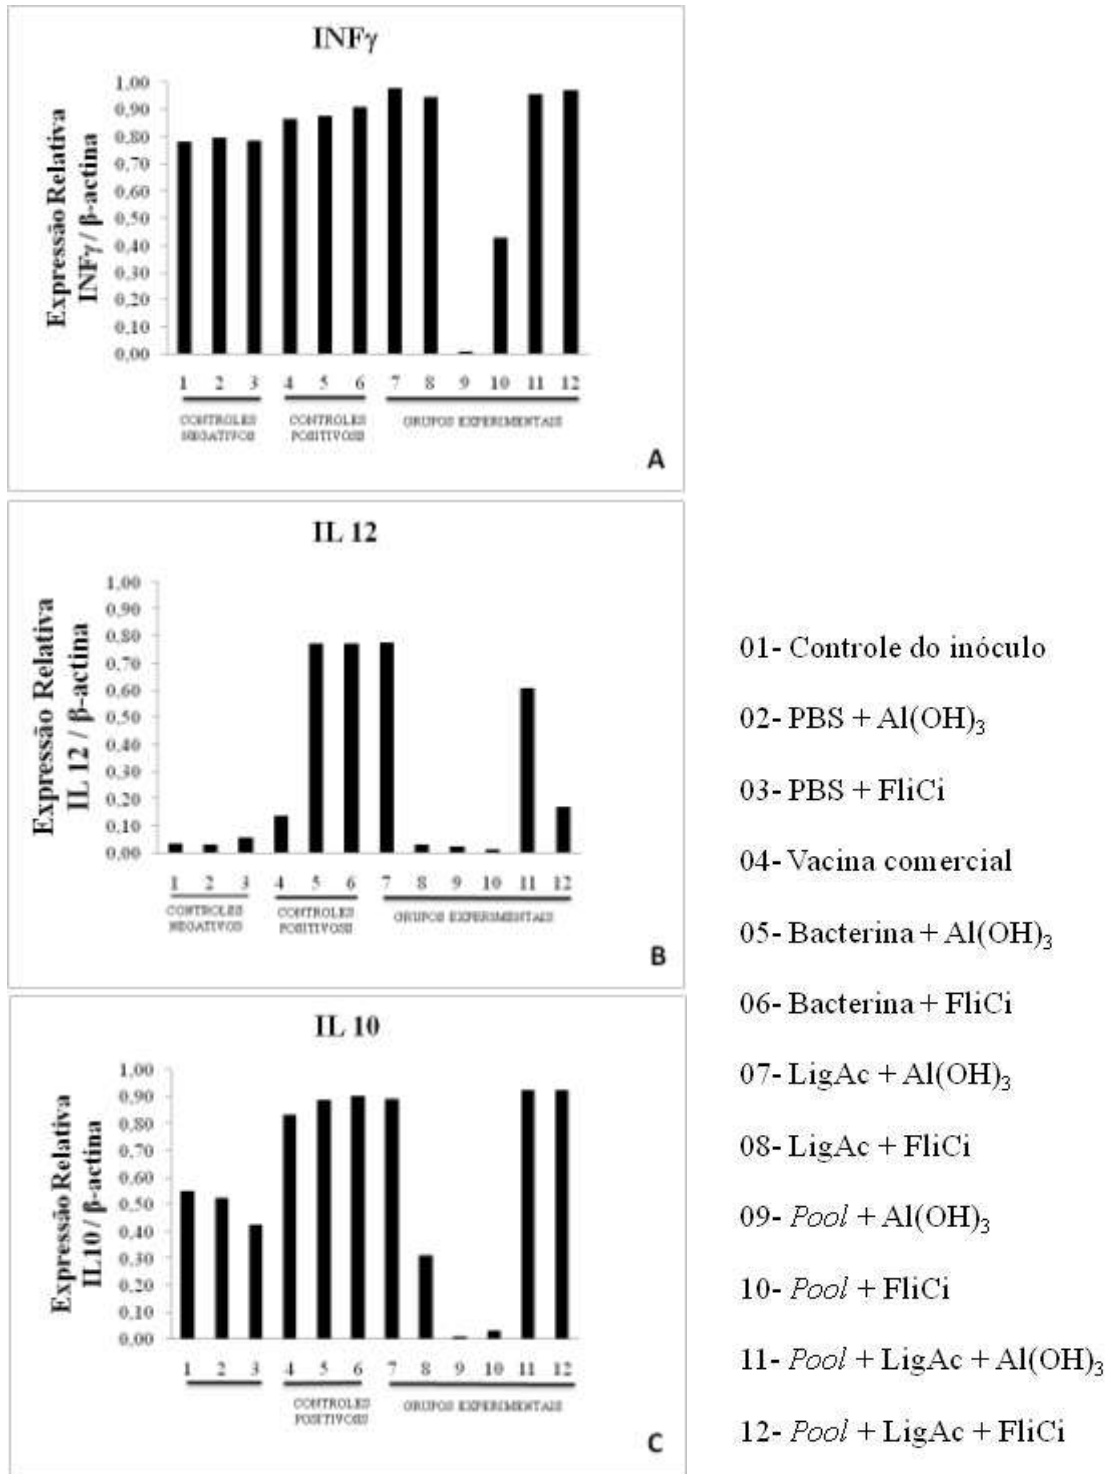 INFγ
Expressão Relativa
INFγ / β-actina
1,00
0,90
0,80
0,70
0,60
0,50
0,40
0,30
0,20
0,10
0,00
1 2 3 4 5 6 7 8 9 10 11 12
CONTROLES
NEGATIVOS
CONTROLES
POSITIVOSS
GRUPOS EXPERIMENTAIS
A
IL 12
Expressão Relativa
IL 12 / β-actina
1,00
0,90
0,80
0,70
0,60
0,50
0,40
0,30
0,20
0,10
0,00
1 2 3 4 5 6 7 8 9 10 11 12
CONTROLES
NEGATIVOS
CONTROLES
POSITIVOSS
GRUPOS EXPERIMENTAIS
B
IL 10
Expressão Relativa
IL10 / β-actina
1,00
0,90
0,80
0,70
0,60
0,50
0,40
0,30
0,20
0,10
0,00
1 2 3 4 5 6 7 8 9 10 11 12
CONTROLES
POSITIVOSS
GRUPOS EXPERIMENTAIS
C
01- Controle do inóculo
02- PBS + Al(OH)₃
03- PBS + FliCi
04- Vacina comercial
05- Bacterina + Al(OH)₃
06- Bacterina + FliCi
07- LigAc + Al(OH)₃
08- LigAc + FliCi
09- Pool + Al(OH)₃
10- Pool + FliCi
11- Pool + LigAc + Al(OH)₃
12- Pool + LigAc + FliCi